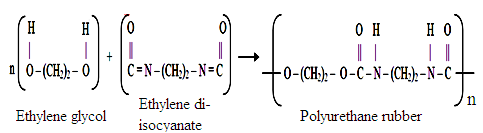 H H O O O H H O
n O–(CH₂)₂–O + C=N–(CH₂)₂–N=C → –O–(CH₂)₂–O–C–N–(CH₂)₂–N–C– n
Ethylene glycol
Ethylene di-
isocyanate
Polyurethane rubber